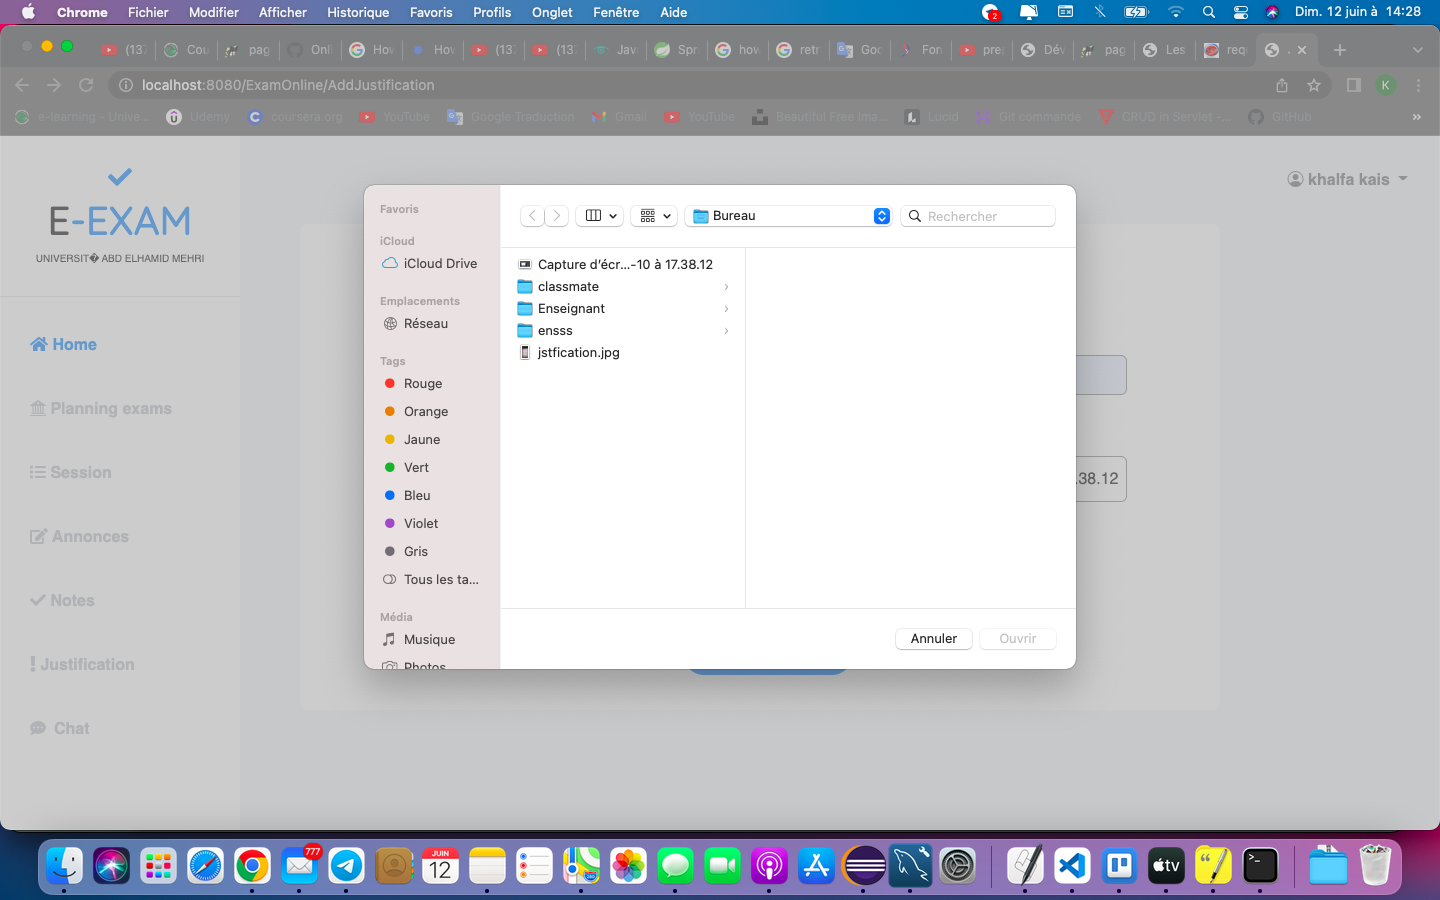 Chrome Fichier Modifier Afficher Historique Favoris Profils Onglet Fenêtre Aide 2 Dim. 12 juin à 14:28
(13 Cou pag Onli Hov Hov (13 (13 Jav Spr hov retr Goo For pre Dév pag Les req
localhost:8080/ExamOnline/AddJustification K
e-learning - Unive... Udemy coursera.org YouTube Google Traduction Gmail YouTube Beautiful Free Ima... Lucid Git commande CRUD in Servlet -... GitHub »
E-EXAM
UNIVERSIT� ABD ELHAMID MEHRI
khalfa kais
Home
Planning exams
Session
Annonces
Notes
Justification
Chat
Favoris
iCloud
iCloud Drive
Emplacements
Réseau
Tags
Rouge
Orange
Jaune
Vert
Bleu
Violet
Gris
Tous les ta...
Média
Musique
Photos
Bureau
Rechercher
Capture d'écr...-10 à 17.38.12
classmate
Enseignant
ensss
jstfication.jpg
.38.12
Annuler Ouvrir
777
JUIN
12
tv